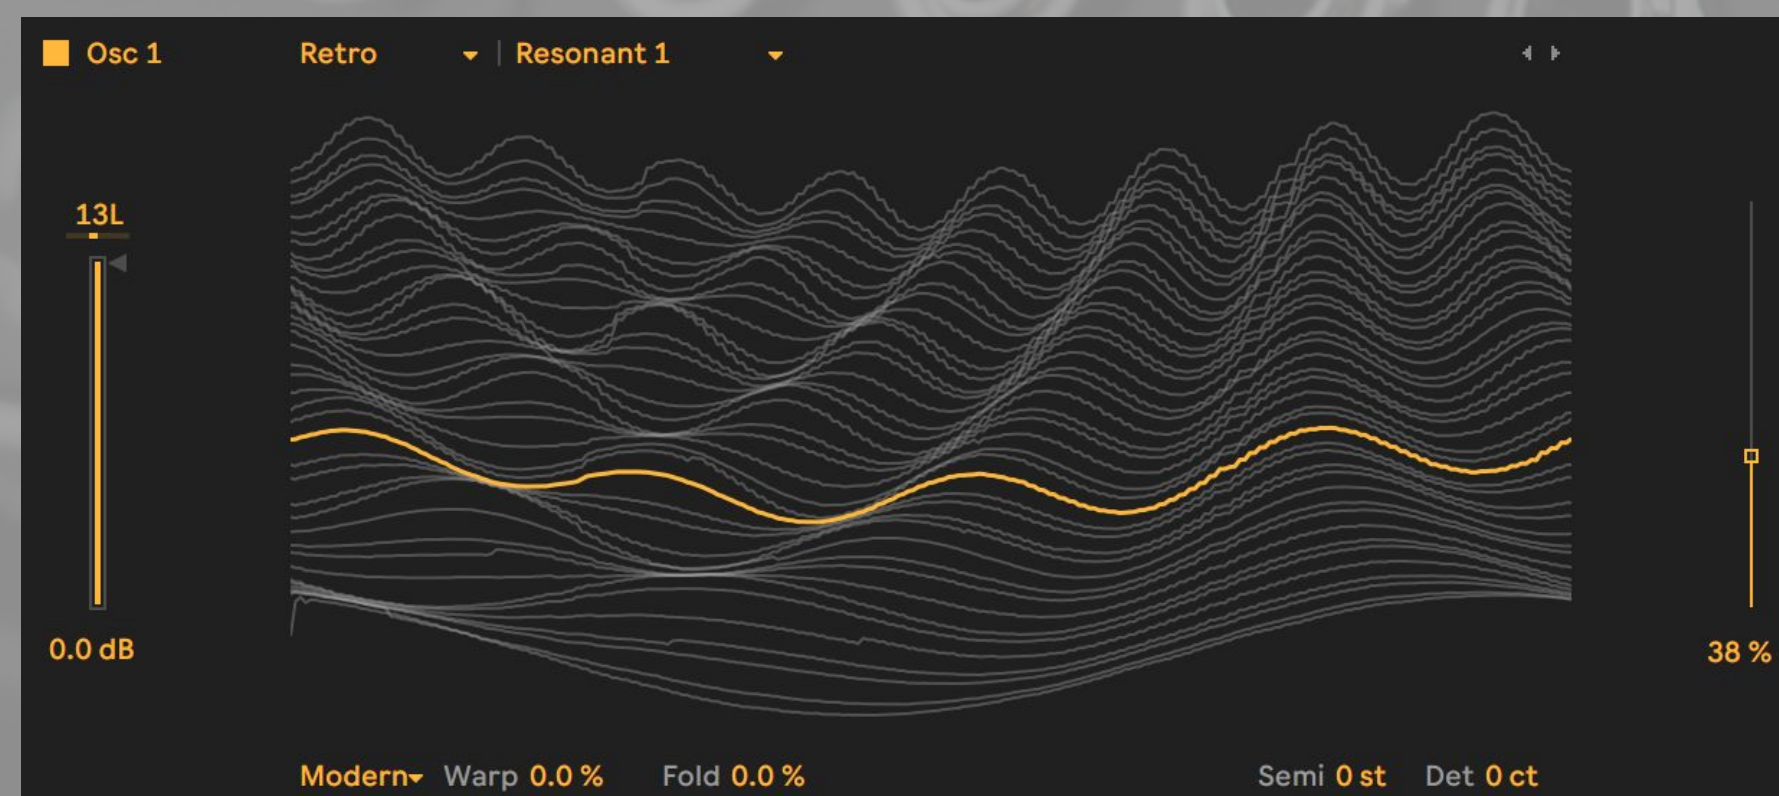 Osc 1 Retro Resonant 1
13L
0.0 dB
38 %
Modern Warp 0.0 % Fold 0.0 % Semi 0 st Det 0 ct